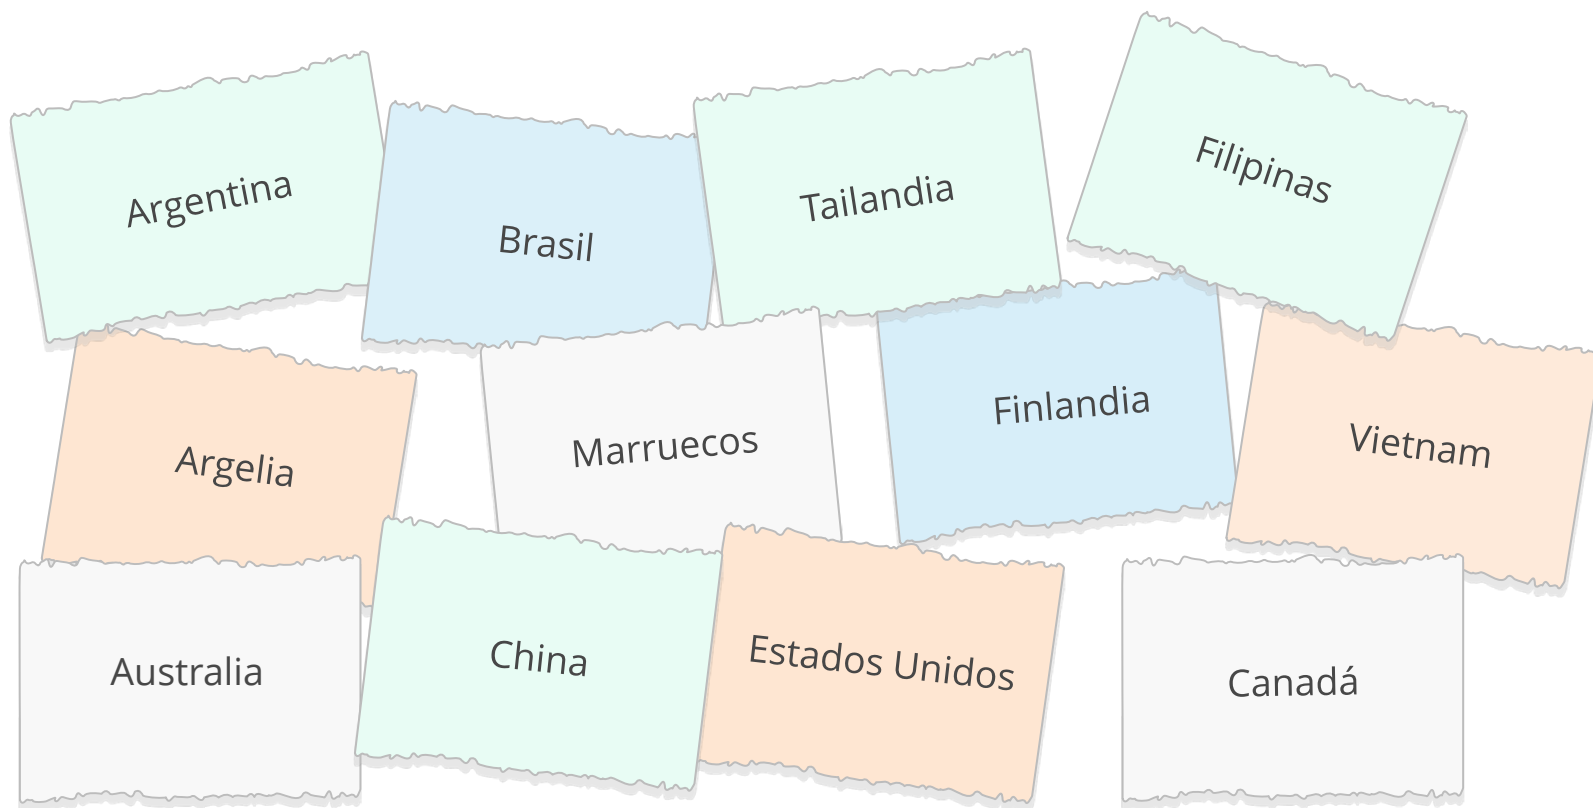 Argentina
Brasil
Tailandia
Filipinas
Argelia
Marruecos
Finlandia
Vietnam
Australia
China
Estados Unidos
Canadá